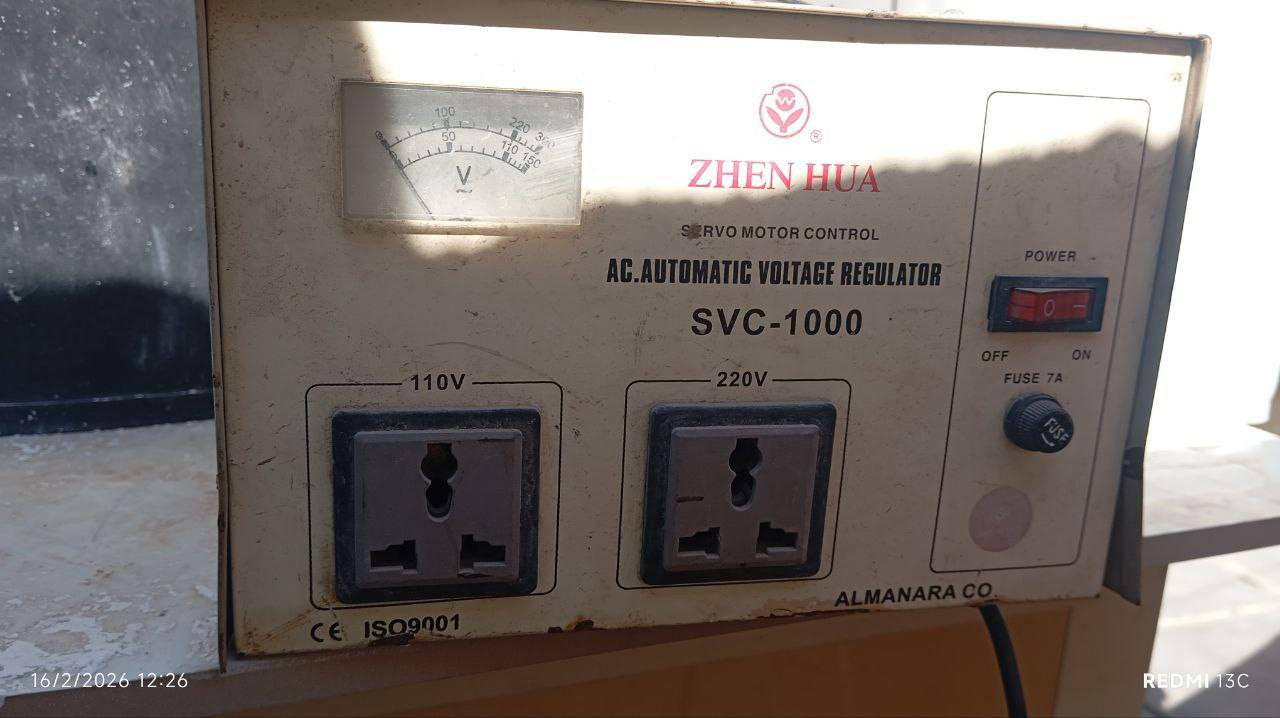 100
220
300
50
110
150
V
®
ZHEN HUA
SERVO MOTOR CONTROL
AC.AUTOMATIC VOLTAGE REGULATOR
SVC-1000
POWER
OFF ON
FUSE 7A
FUSE
110V
220V
ALMANARA CO.
CE ISO9001
16/2/2026 12:26
REDMI 13C